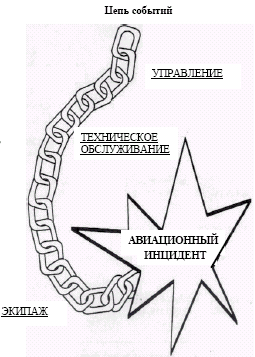 Цепь событий
УПРАВЛЕНИЕ
ТЕХНИЧЕСКОЕ
ОБСЛУЖИВАНИЕ
АВИАЦИОННЫЙ
ИНЦИДЕНТ
ЭКИПАЖ